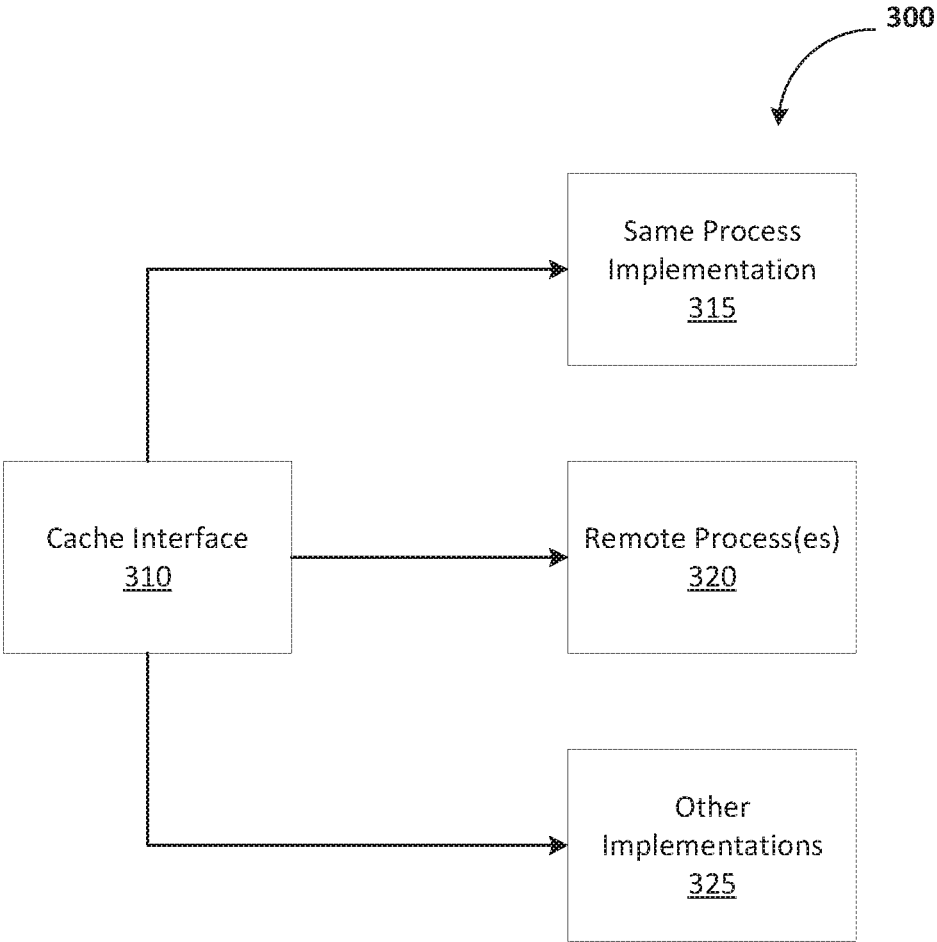 300
Same Process
Implementation
315
Cache Interface
310
Remote Process(es)
320
Other
Implementations
325